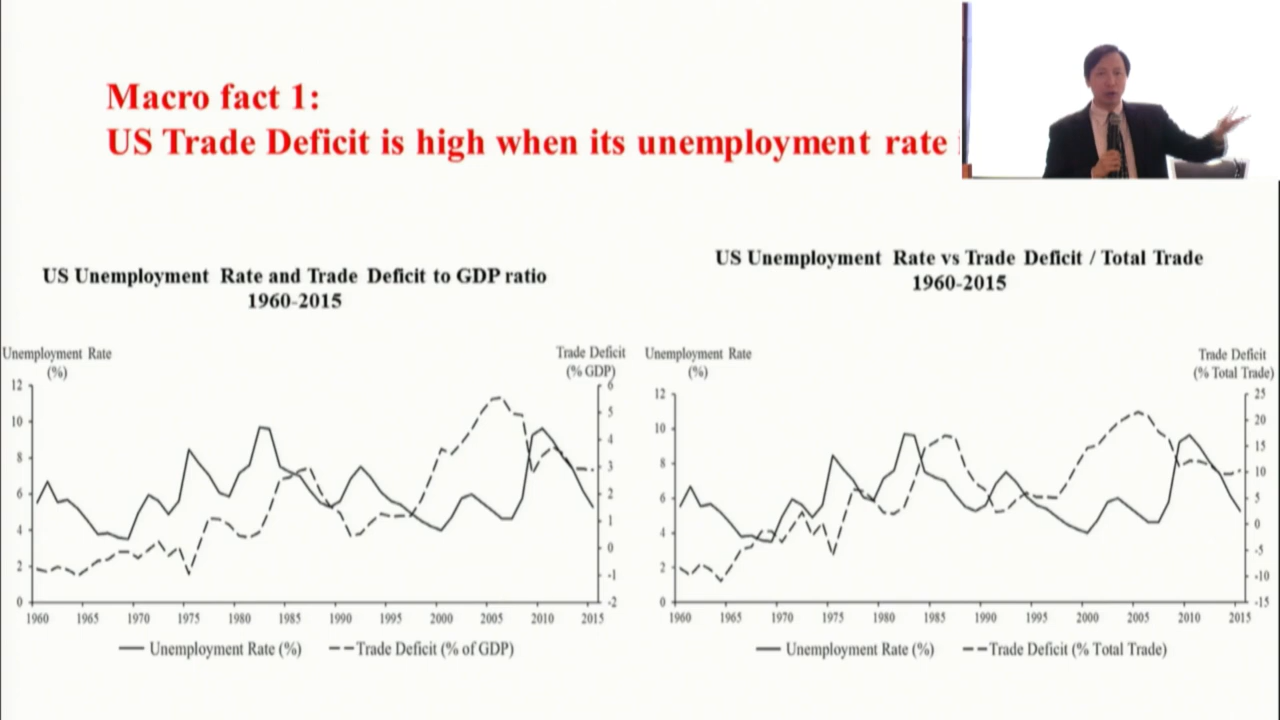 Macro fact 1:
US Trade Deficit is high when its unemployment rate
US Unemployment Rate and Trade Deficit to GDP ratio
1960-2015
Unemployment Rate
(%)
Trade Deficit
(% GDP)
12
10
8
6
4
2
0
6
5
4
3
2
1
0
-1
-2
1960 1965 1970 1975 1980 1985 1990 1995 2000 2005 2010 2015
Unemployment Rate (%) Trade Deficit (% of GDP)
US Unemployment Rate vs Trade Deficit / Total Trade
1960-2015
Unemployment Rate
(%)
Trade Deficit
(% Total Trade)
12
10
8
6
4
2
0
25
20
15
10
5
0
-5
-10
-15
1960 1965 1970 1975 1980 1985 1990 1995 2000 2005 2010 2015
Unemployment Rate (%) Trade Deficit (% Total Trade)